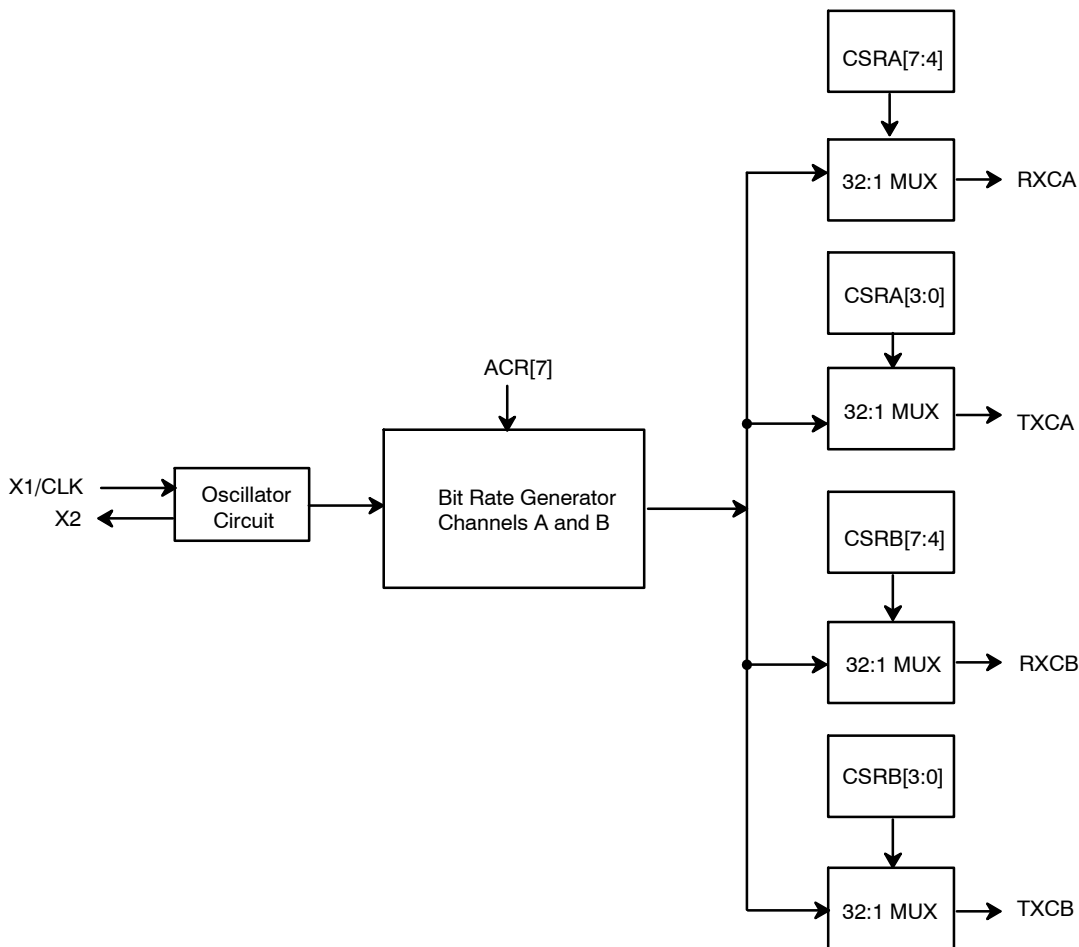 CSRA[7:4]
32:1 MUX
RXCA
CSRA[3:0]
ACR[7]
32:1 MUX
TXCA
X1/CLK
X2
Oscillator
Circuit
Bit Rate Generator
Channels A and B
CSRB[7:4]
32:1 MUX
RXCB
CSRB[3:0]
32:1 MUX
TXCB